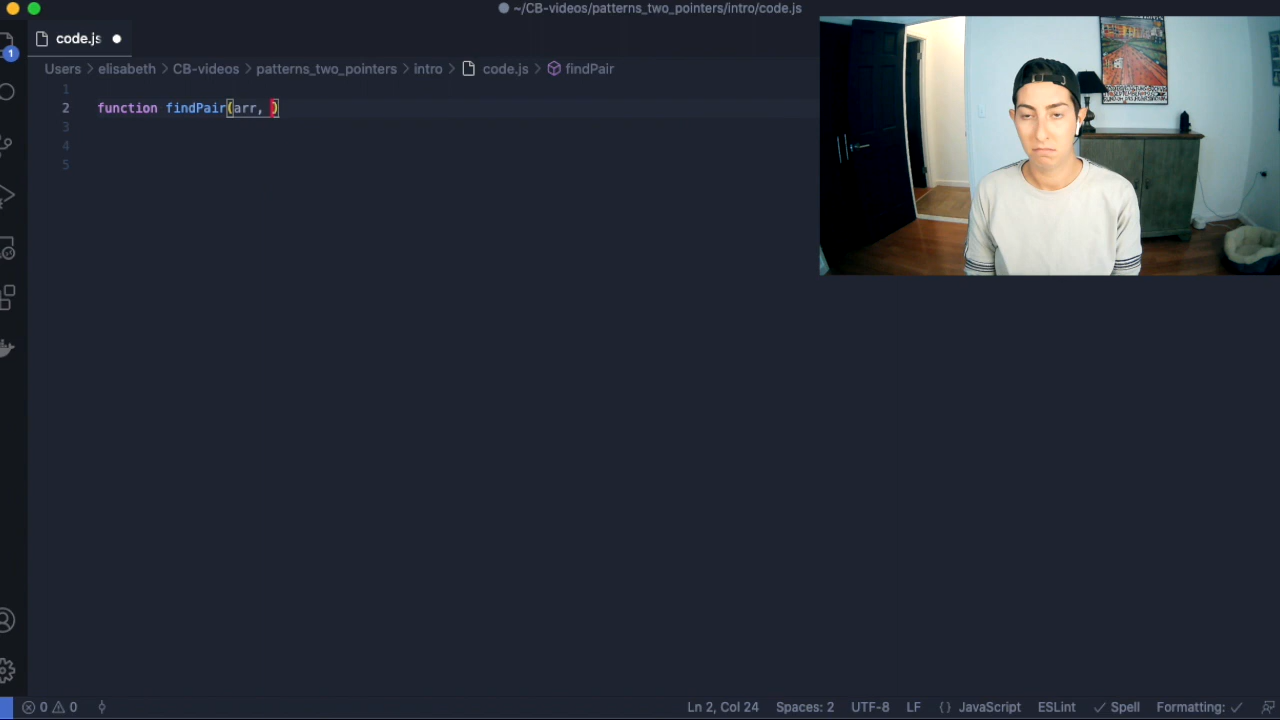 ~/CB-videos/patterns_two_pointers/intro/code.js
code.js
1
Users > elisabeth > CB-videos > patterns_two_pointers > intro > code.js > findPair
1
2 function findPair(arr, )
3
4
5
0 0
Ln 2, Col 24 Spaces: 2 UTF-8 LF {} JavaScript ESLint ✓ Spell Formatting: ✓